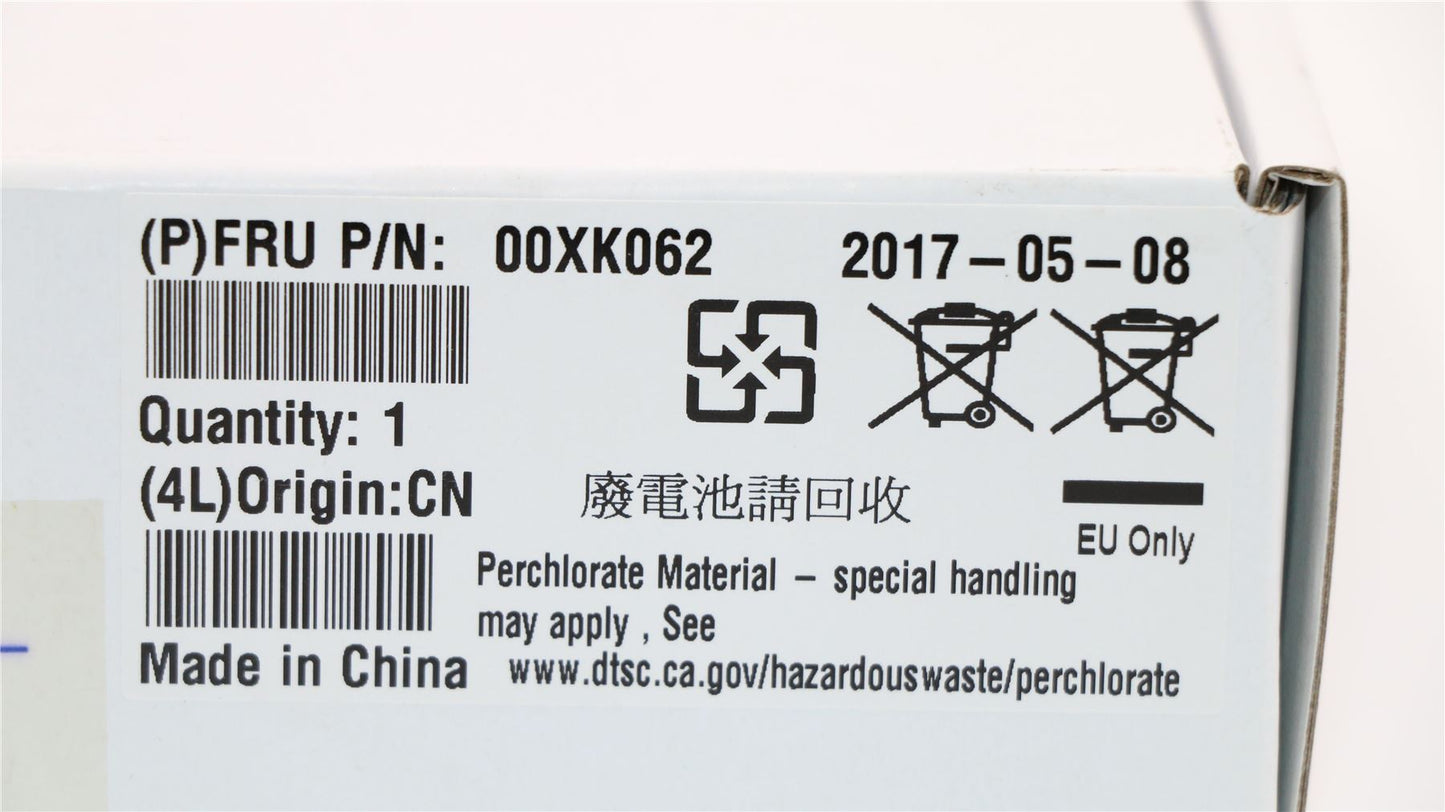 (P)FRU P/N: 00XK062 2017-05-08
Quantity: 1
(4L)Origin:CN
廢電池請回收
EU Only
Perchlorate Material - special handling
may apply , See
www.dtsc.ca.gov/hazardouswaste/perchlorate
Made in China